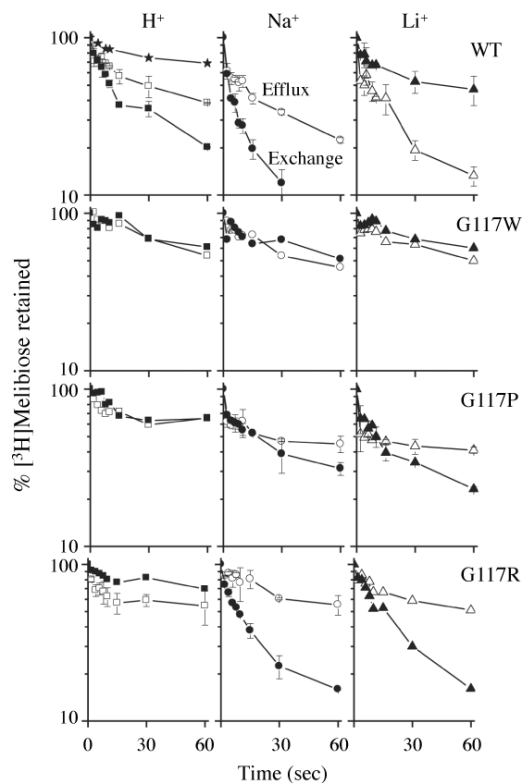 H⁺ Na⁺ Li⁺
100 WT
Efflux
Exchange
10
100 G117W
10
100 G117P
10
100 G117R
10
0 30 60 0 30 60 0 30 60
Time (sec)
% [³H]Melibiose retained